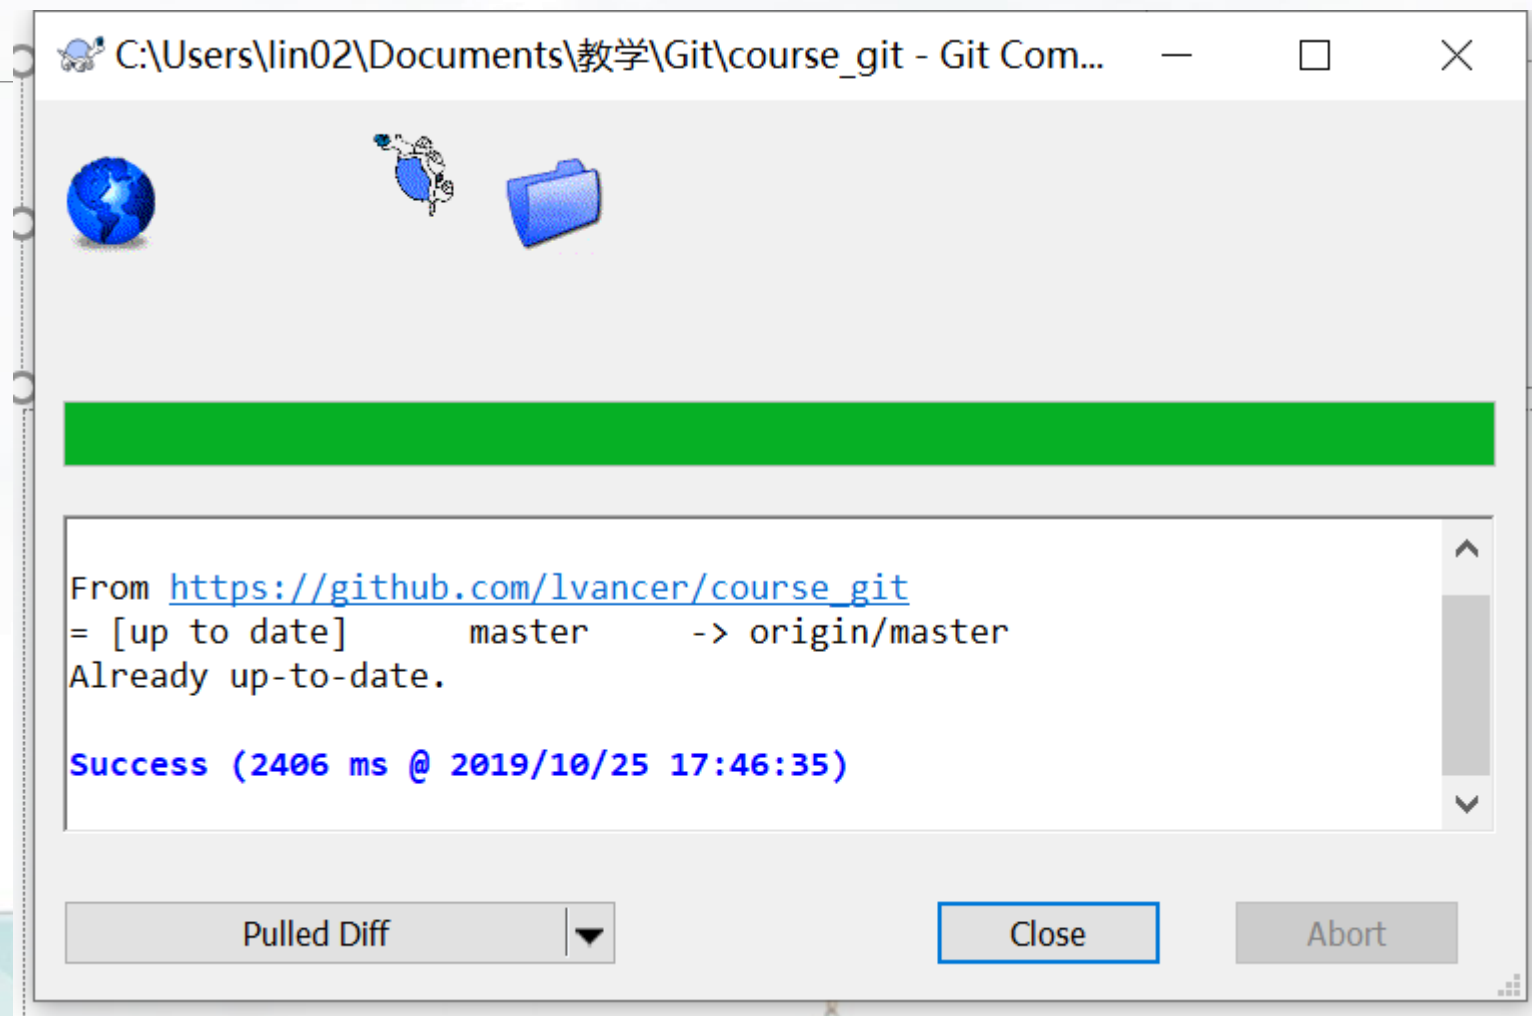 C:\Users\lin02\Documents\教学\Git\course_git - Git Com...
From https://github.com/lvancer/course_git
= [up to date]      master     -> origin/master
Already up-to-date.
Success (2406 ms @ 2019/10/25 17:46:35)
Pulled Diff
Close
Abort